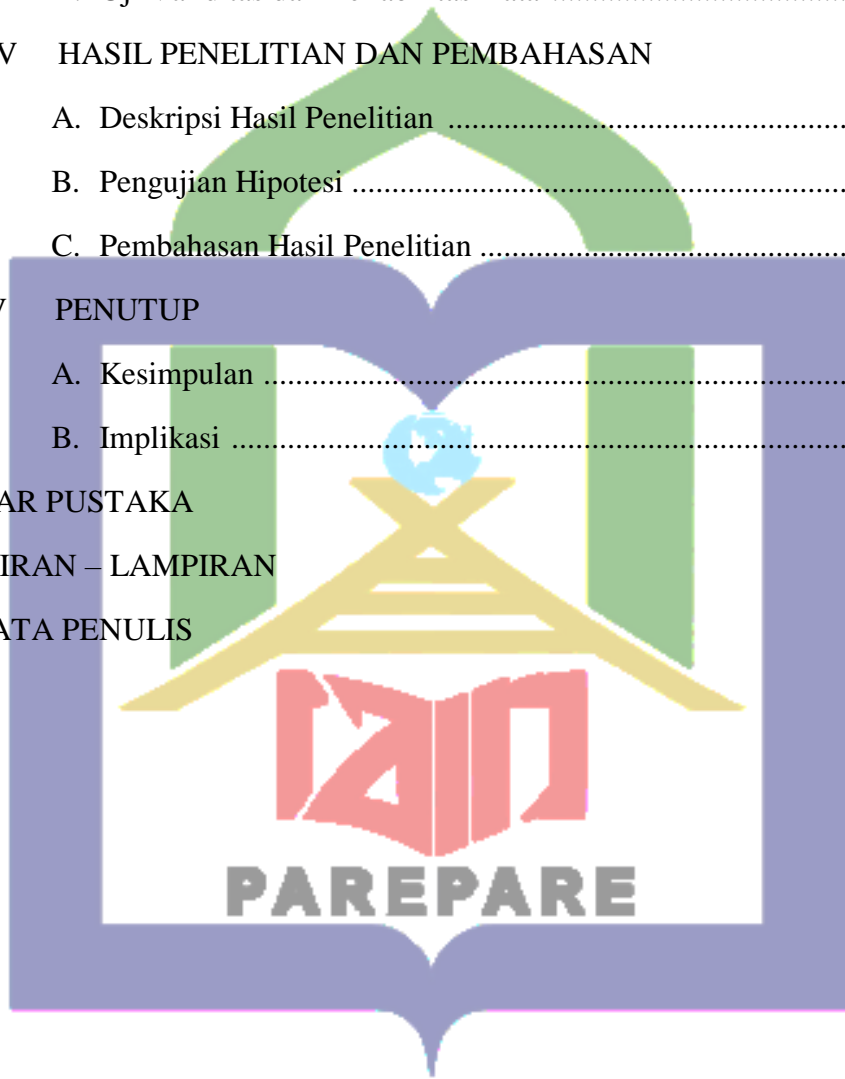 V HASIL PENELITIAN DAN PEMBAHASAN
A. Deskripsi Hasil Penelitian ..........................................................
B. Pengujian Hipotesi ......................................................................
C. Pembahasan Hasil Penelitian .....................................................
V PENUTUP
A. Kesimpulan ................................................................................
B. Implikasi ....................................................................................
AR PUSTAKA
IRAN – LAMPIRAN
ATA PENULIS
iain
PAREPARE